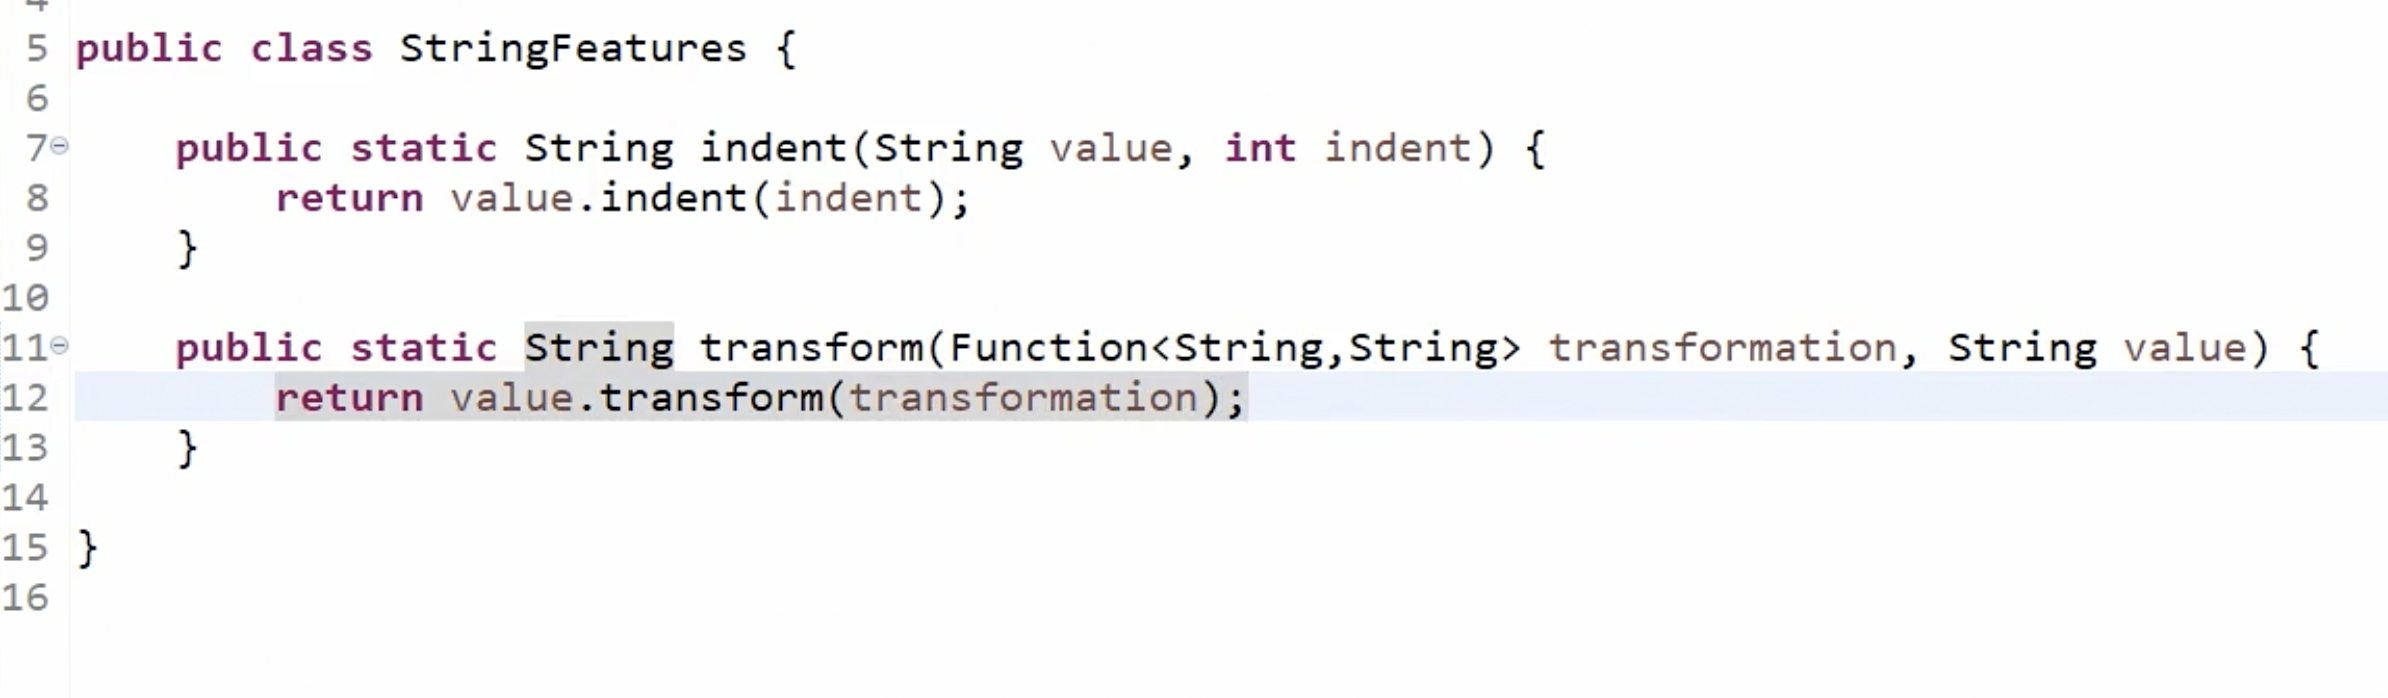 4
5 public class StringFeatures {
6
7 public static String indent(String value, int indent) {
8 return value.indent(indent);
9 }
10
11 public static String transform(Function<String,String> transformation, String value) {
12 return value.transform(transformation);
13 }
14
15 }
16